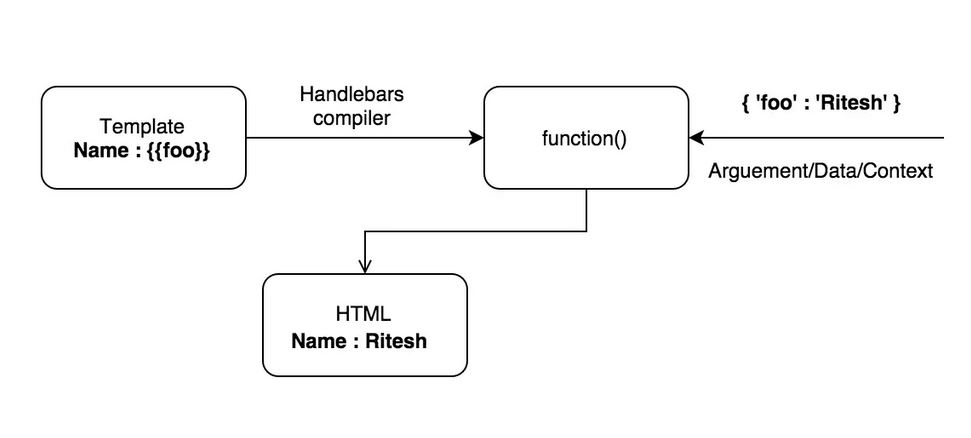 Template
Name : {{foo}}
Handlebars
compiler
function()
{ 'foo' : 'Ritesh' }
Arguement/Data/Context
HTML
Name : Ritesh